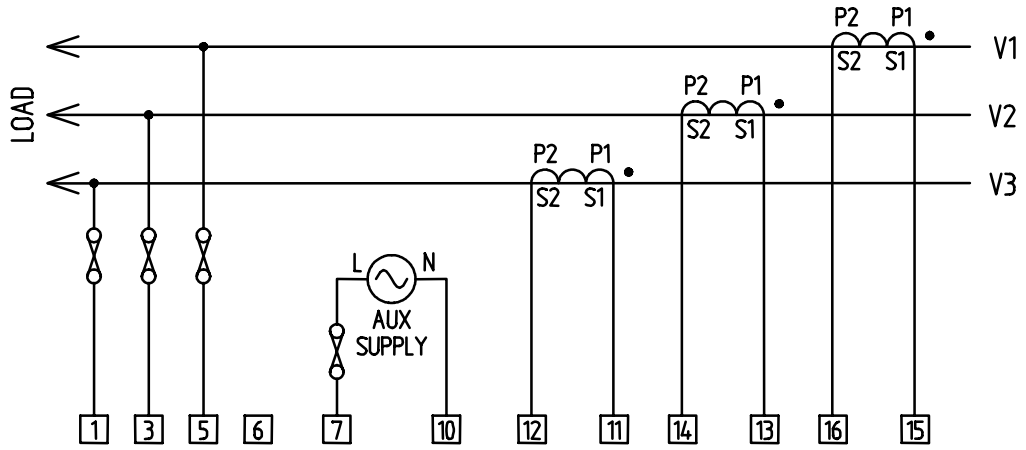 P2 P1
V1
S2 S1
P2 P1
LOAD
V2
S2 S1
P2 P1
V3
S2 S1
L N
AUX
SUPPLY
1 3 5 6 7 10 12 11 14 13 16 15